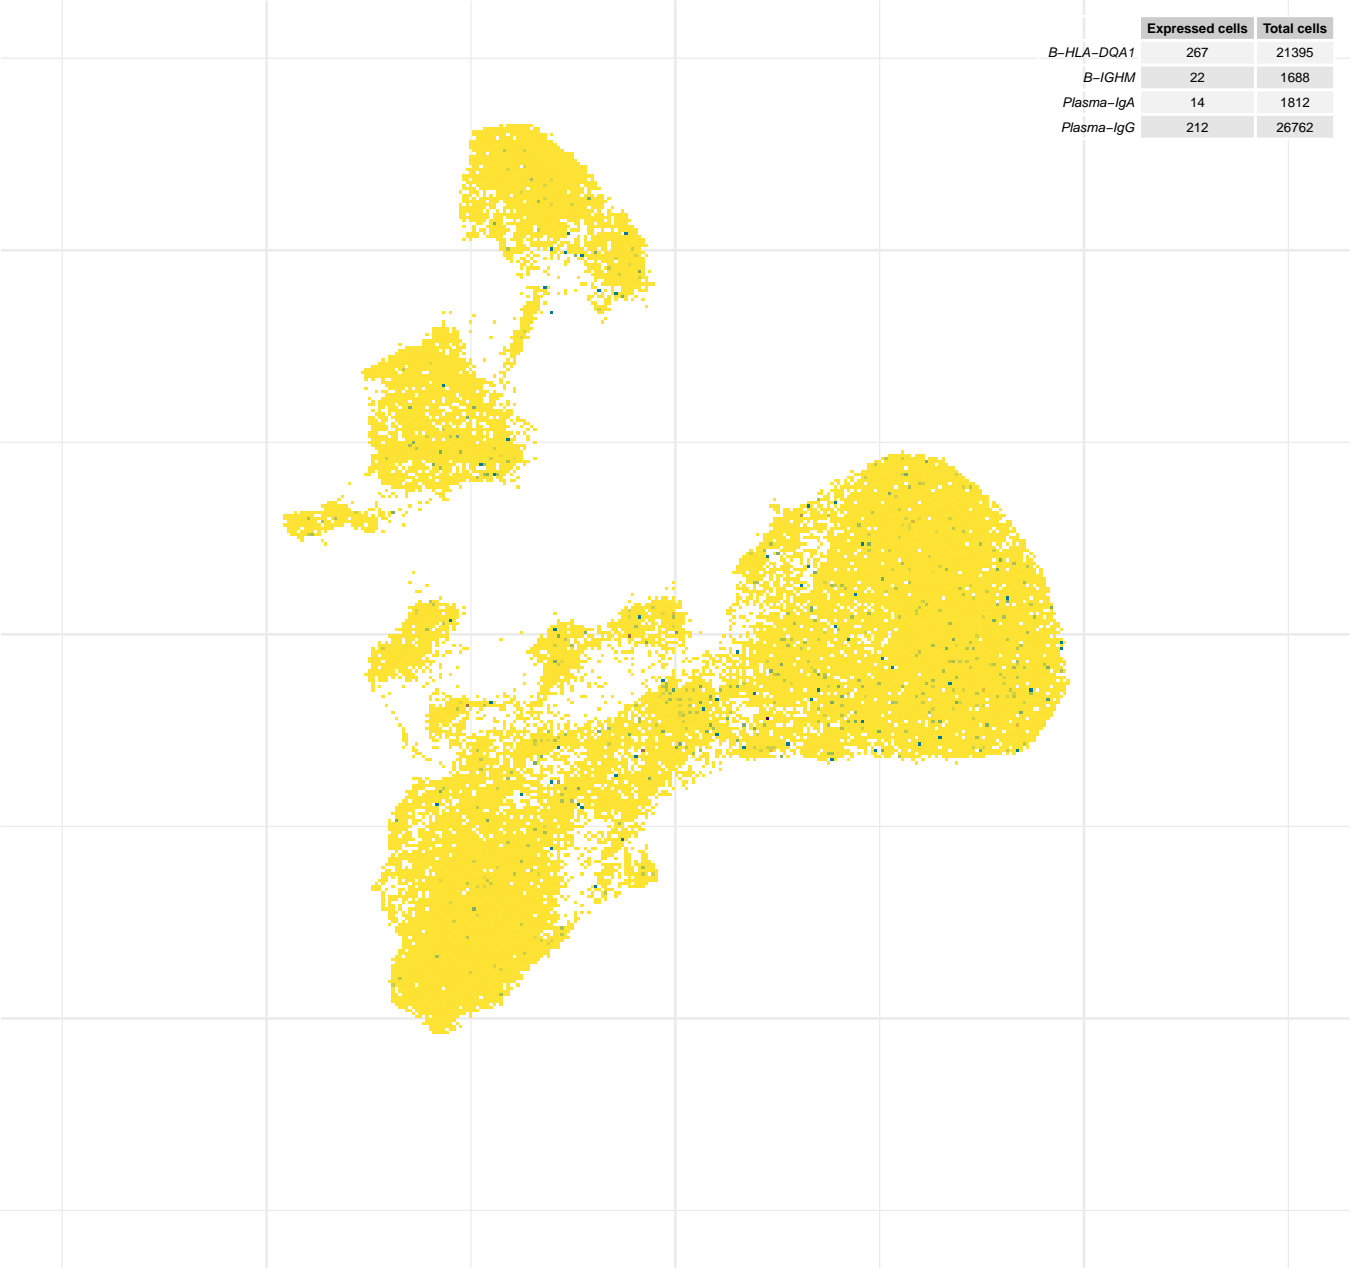 Expressed cells Total cells
B−HLA−DQA1 267 21395
B−IGHM 22 1688
Plasma−IgA 14 1812
Plasma−IgG 212 26762